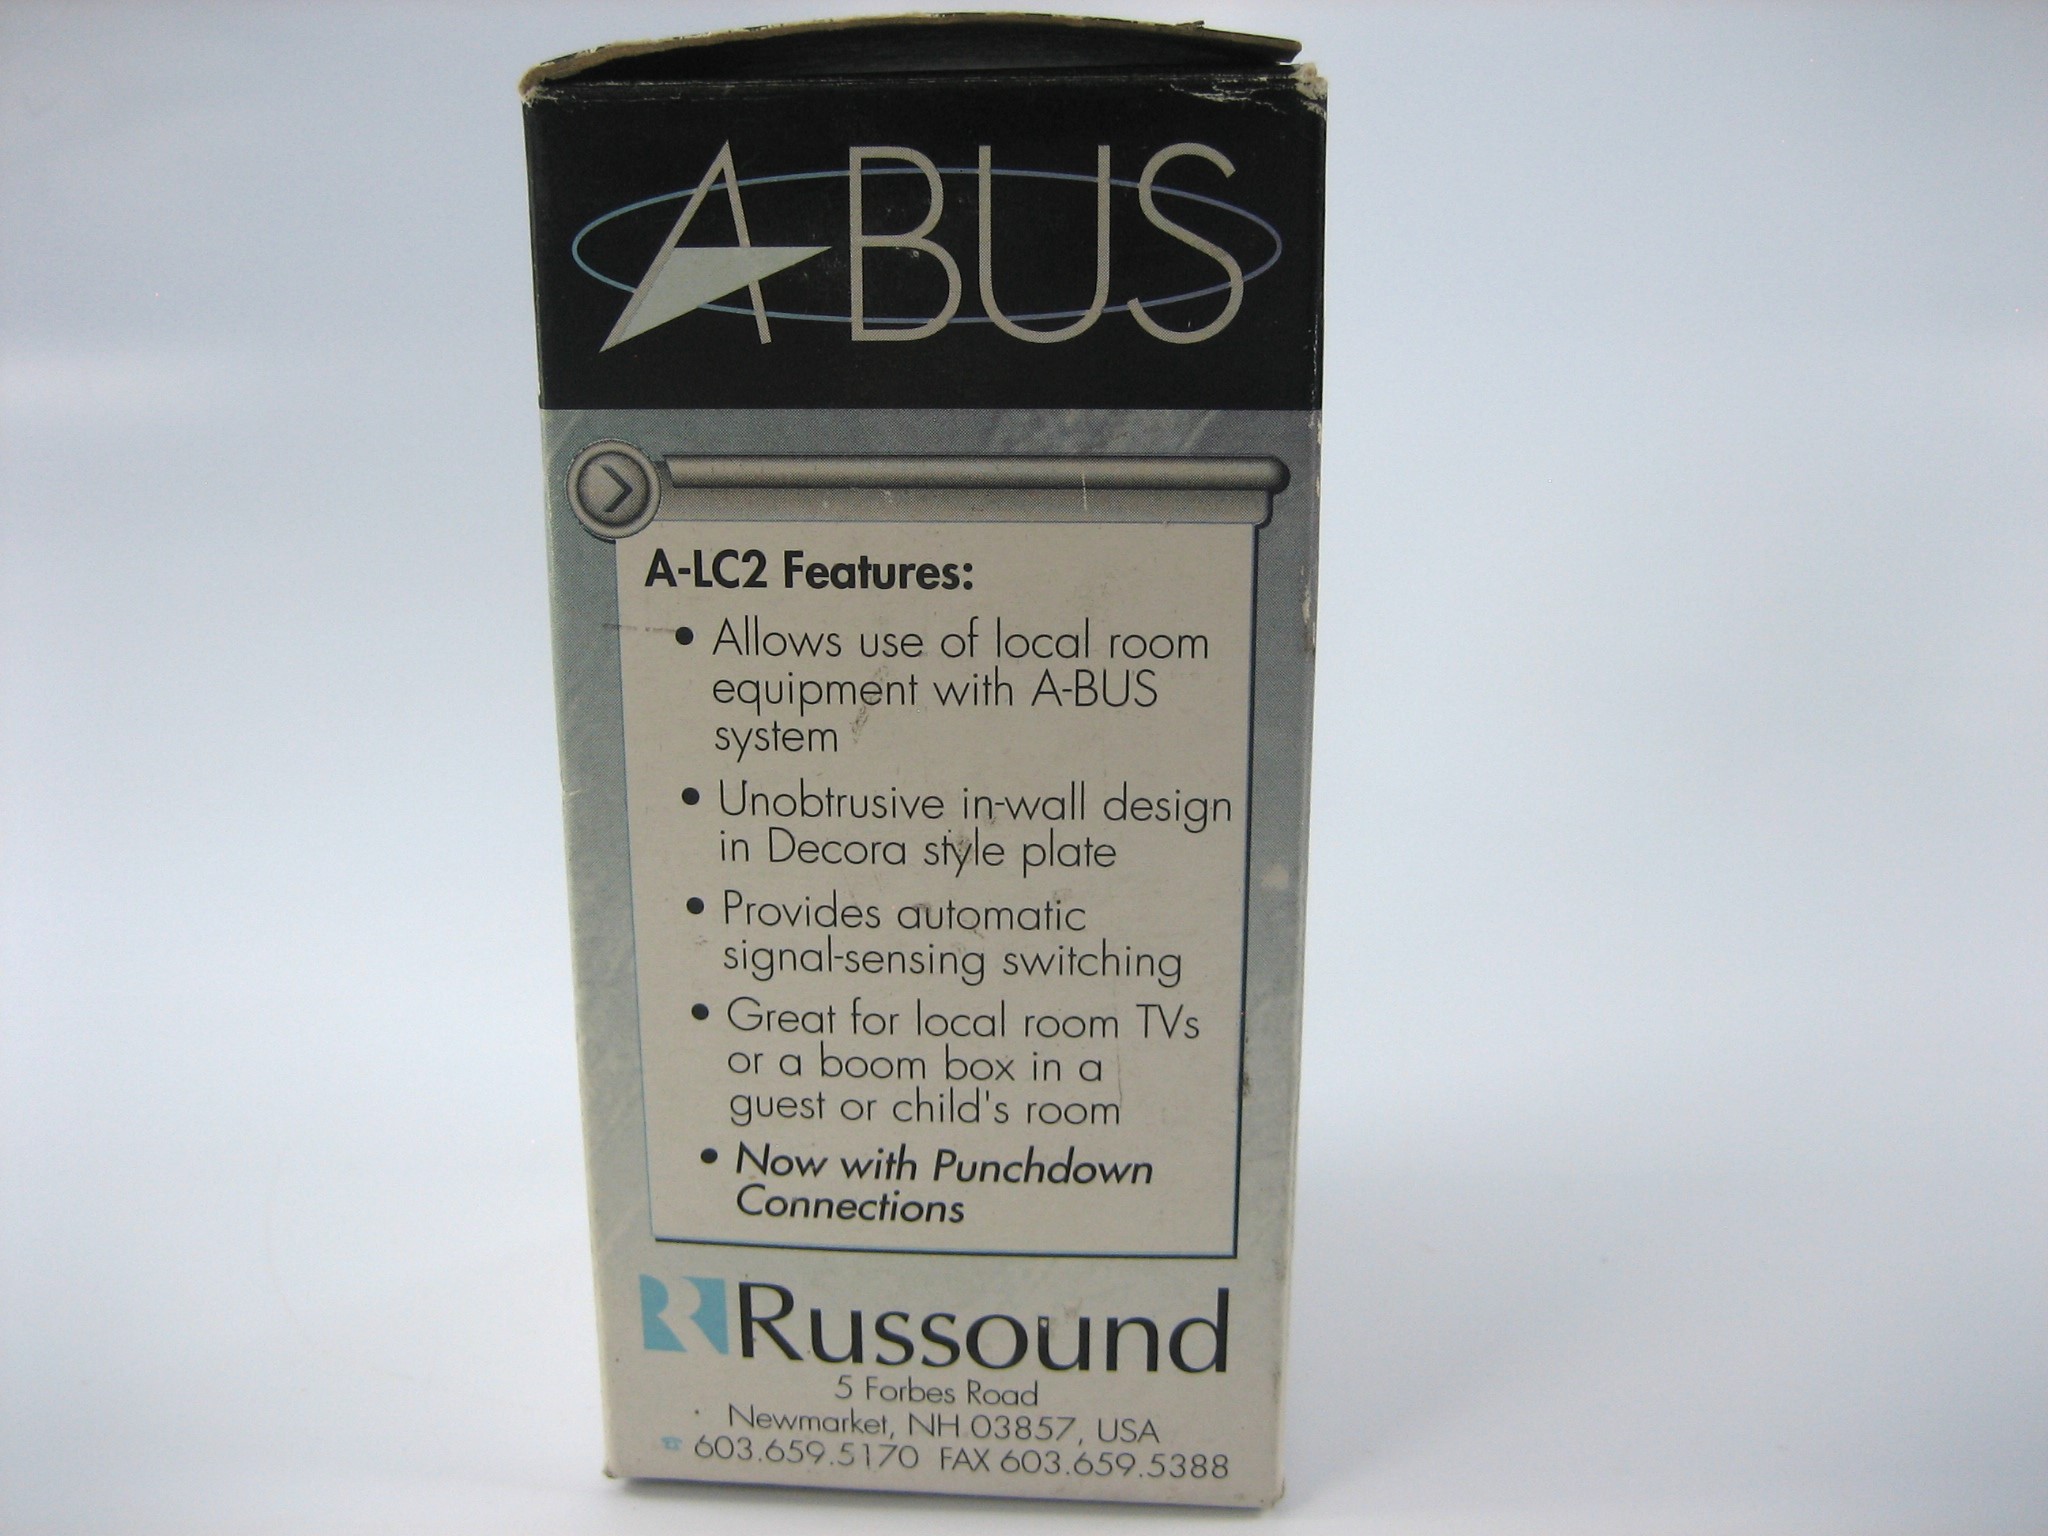 A-BUS
A-LC2 Features:
• Allows use of local room
equipment with A-BUS
system
• Unobtrusive in-wall design
in Decora style plate
• Provides automatic
signal-sensing switching
• Great for local room TVs
or a boom box in a
guest or child's room
• Now with Punchdown
Connections
Russound
5 Forbes Road
Newmarket, NH 03857, USA
☎ 603.659.5170 FAX 603.659.5388